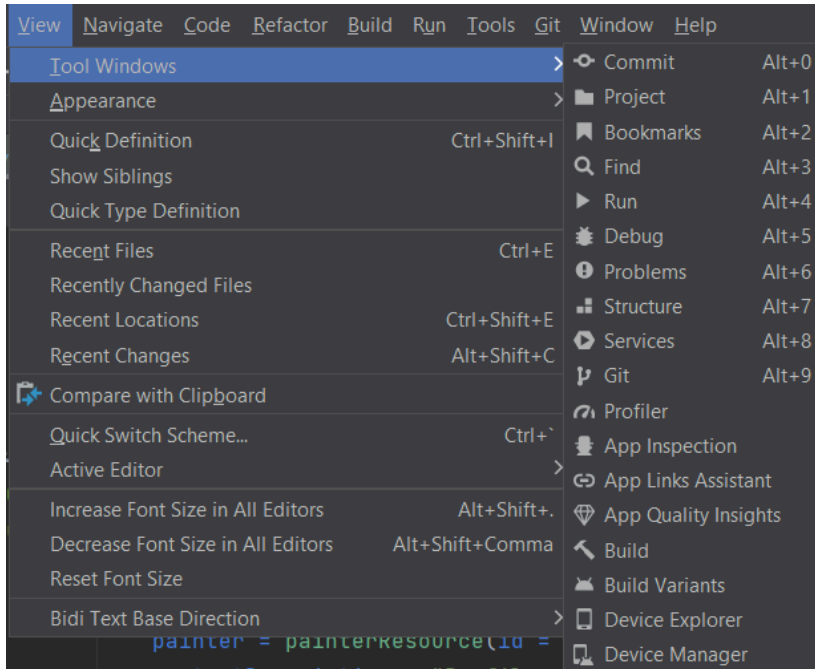 View Navigate Code Refactor Build Run Tools Git Window Help
Tool Windows
Appearance
Quick Definition Ctrl+Shift+I
Show Siblings
Quick Type Definition
Recent Files Ctrl+E
Recently Changed Files
Recent Locations Ctrl+Shift+E
Recent Changes Alt+Shift+C
Compare with Clipboard
Quick Switch Scheme... Ctrl+`
Active Editor
Increase Font Size in All Editors Alt+Shift+.
Decrease Font Size in All Editors Alt+Shift+Comma
Reset Font Size
Bidi Text Base Direction
painter = painterResource(id =
Commit Alt+0
Project Alt+1
Bookmarks Alt+2
Find Alt+3
Run Alt+4
Debug Alt+5
Problems Alt+6
Structure Alt+7
Services Alt+8
Git Alt+9
Profiler
App Inspection
App Links Assistant
App Quality Insights
Build
Build Variants
Device Explorer
Device Manager